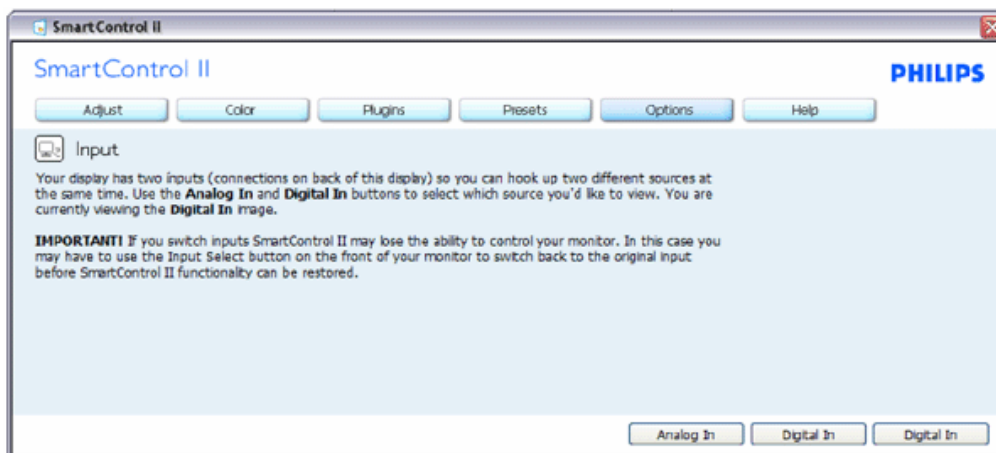 SmartControl II
SmartControl II
PHILIPS
Adjust
Color
Plugins
Presets
Options
Help
Input
Your display has two inputs (connections on back of this display) so you can hook up two different sources at
the same time. Use the Analog In and Digital In buttons to select which source you'd like to view. You are
currently viewing the Digital In image.
IMPORTANT! If you switch inputs SmartControl II may lose the ability to control your monitor. In this case you
may have to use the Input Select button on the front of your monitor to switch back to the original input
before SmartControl II functionality can be restored.
Analog In
Digital In
Digital In